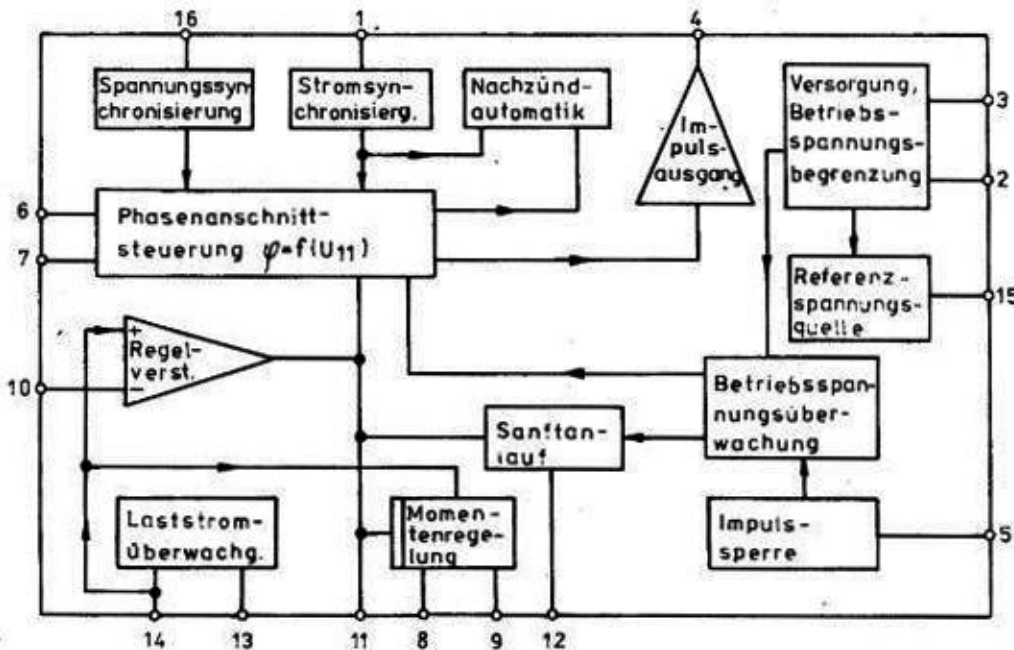 16
1
4
Spannungssyn-
chronisierung
Stromsyn-
chronisierg.
Nachzünd-
automatik
Im-
puls-
ausgang
Versorgung,
Betriebs-
spannungs-
begrenzung
3
2
6
7
Phasenanschnitt-
steuerung φ=f(U11)
Referenz-
spannungs-
quelle
15
+
Regel-
verst.
-
10
Betriebsspan-
nungsüber-
wachung
Sanftan-
lauf
Laststrom-
überwachg.
Momen-
tenrege-
lung
Impuls-
sperre
5
14
13
11
8
9
12